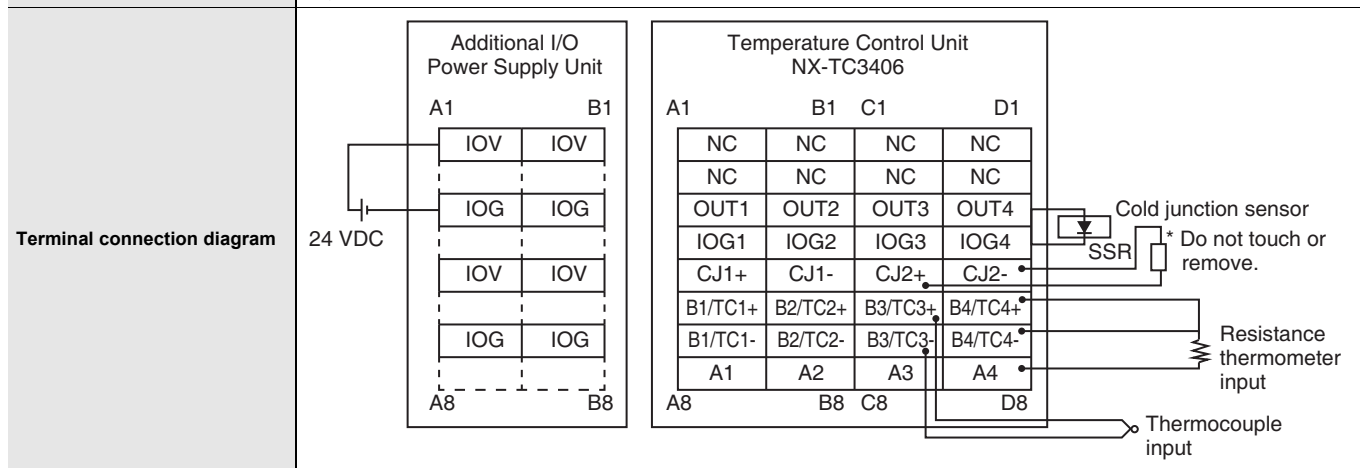 Terminal connection diagram
Additional I/O
Power Supply Unit
A1 B1
IOV IOV
IOG IOG
IOV IOV
IOG IOG
A8 B8
24 VDC
Temperature Control Unit
NX-TC3406
A1 B1 C1 D1
NC NC NC NC
NC NC NC NC
OUT1 OUT2 OUT3 OUT4
IOG1 IOG2 IOG3 IOG4
CJ1+ CJ1- CJ2+ CJ2-
B1/TC1+ B2/TC2+ B3/TC3+ B4/TC4+
B1/TC1- B2/TC2- B3/TC3- B4/TC4-
A1 A2 A3 A4
A8 B8 C8 D8
SSR
Cold junction sensor
* Do not touch or
remove.
Resistance
thermometer
input
Thermocouple
input